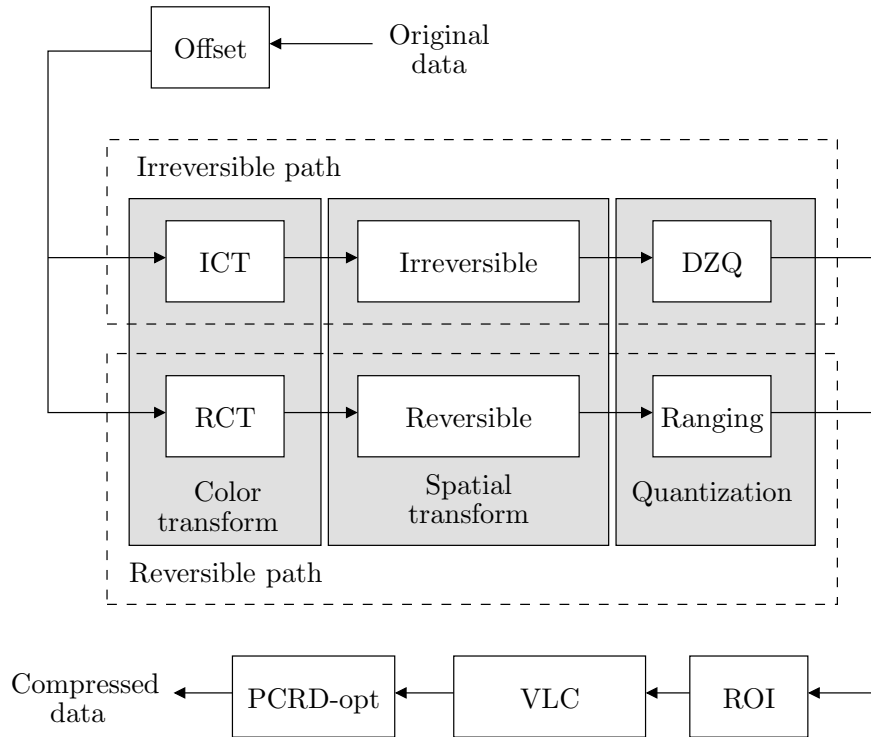 Offset
Original
data
Irreversible path
ICT
Irreversible
DZQ
RCT
Reversible
Ranging
Color
transform
Spatial
transform
Quantization
Reversible path
Compressed
data
PCRD-opt
VLC
ROI